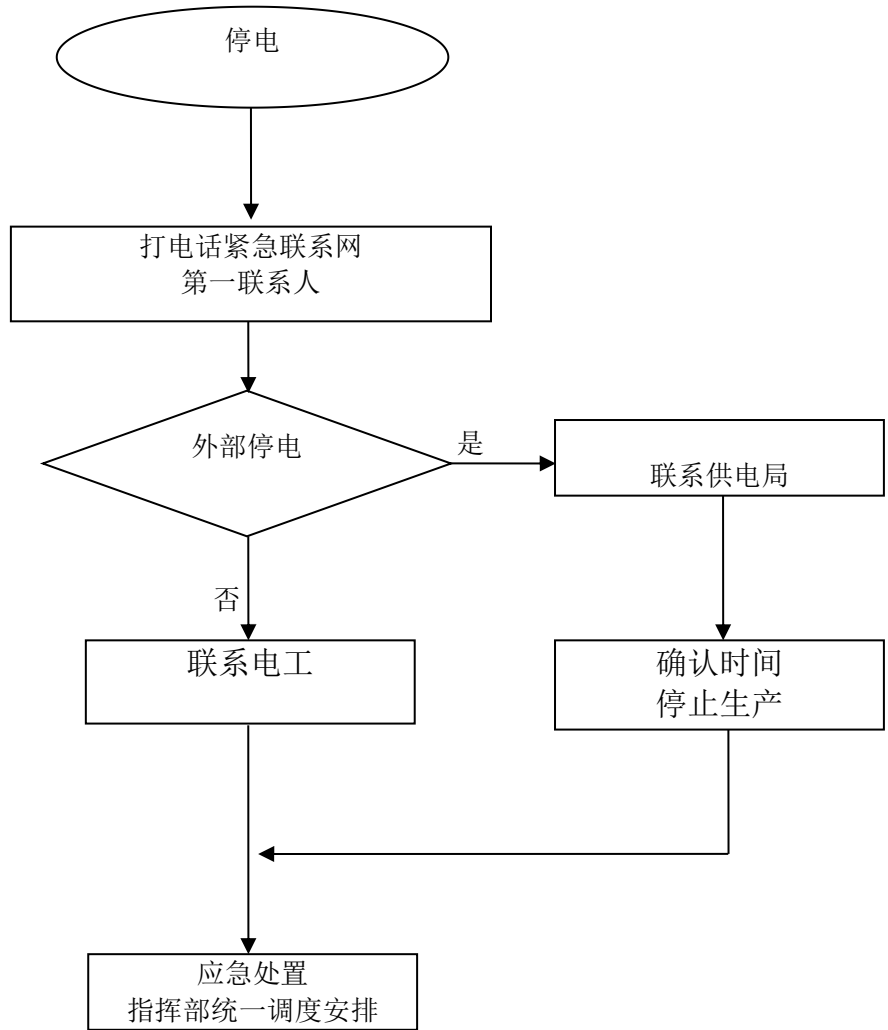 停电
打电话紧急联系网
第一联系人
外部停电
是
联系供电局
否
联系电工
确认时间
停止生产
应急处置
指挥部统一调度安排